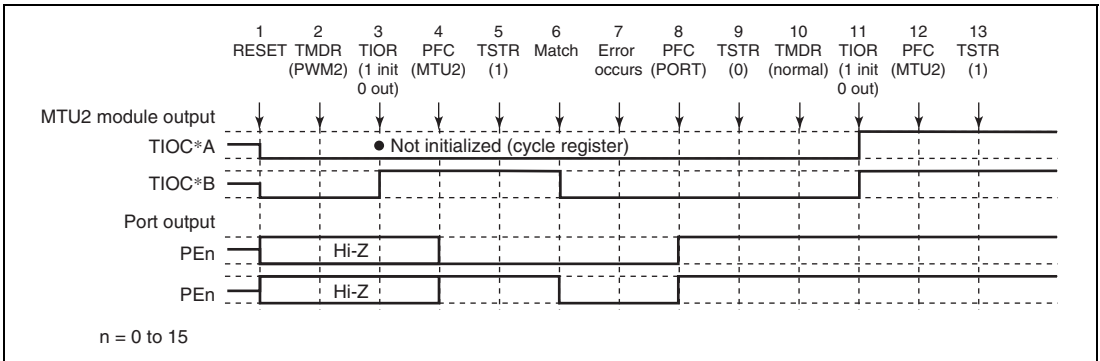 1 2 3 4 5 6 7 8 9 10 11 12 13
RESET TMDR TIOR PFC TSTR Match Error PFC TSTR TMDR TIOR PFC TSTR
(PWM2) (1 init (MTU2) (1) occurs (PORT) (0) (normal) (1 init (MTU2) (1)
0 out) 0 out)
MTU2 module output
TIOC*A ● Not initialized (cycle register)
TIOC*B
Port output
PEn Hi-Z
PEn Hi-Z
n = 0 to 15